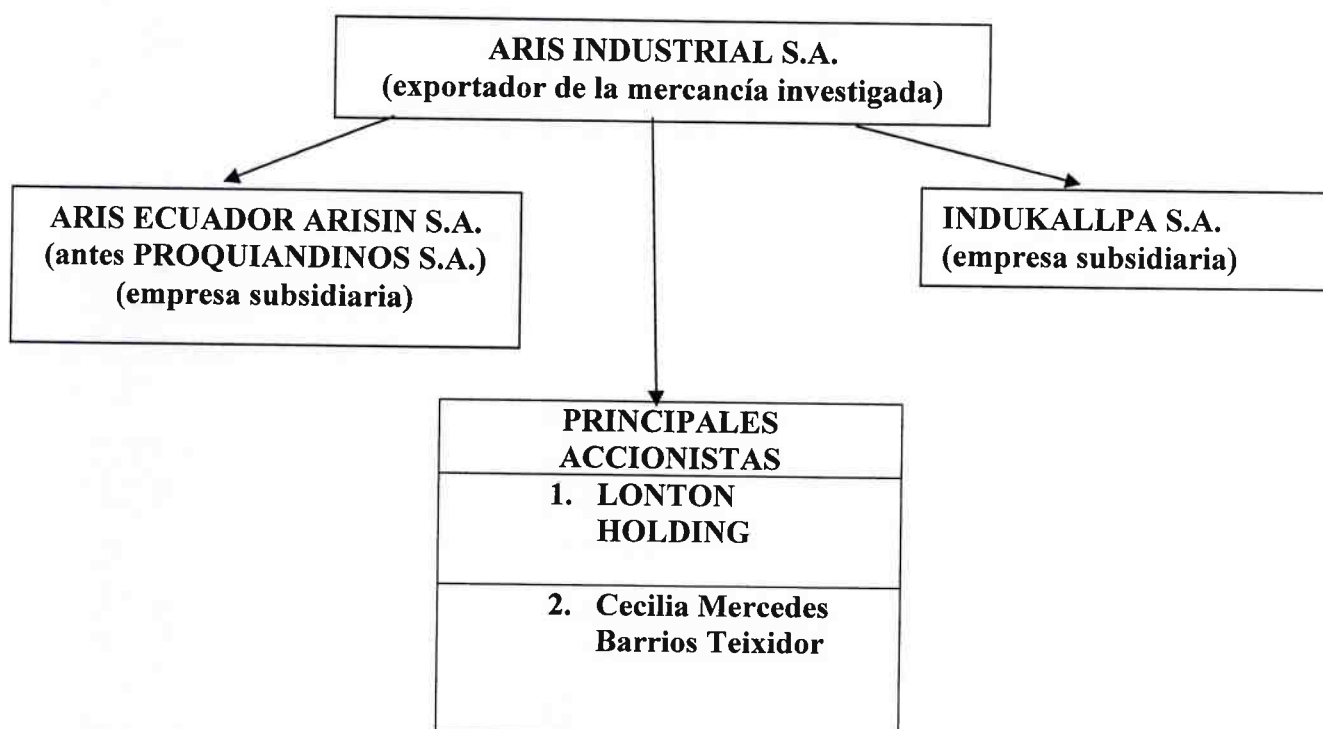 ARIS INDUSTRIAL S.A.
(exportador de la mercancía investigada)
ARIS ECUADOR ARISIN S.A.
(antes PROQUIANDINOS S.A.)
(empresa subsidiaria)
INDUKALLPA S.A.
(empresa subsidiaria)
PRINCIPALES
ACCIONISTAS
1. LONTON
HOLDING
2. Cecilia Mercedes
Barrios Teixidor